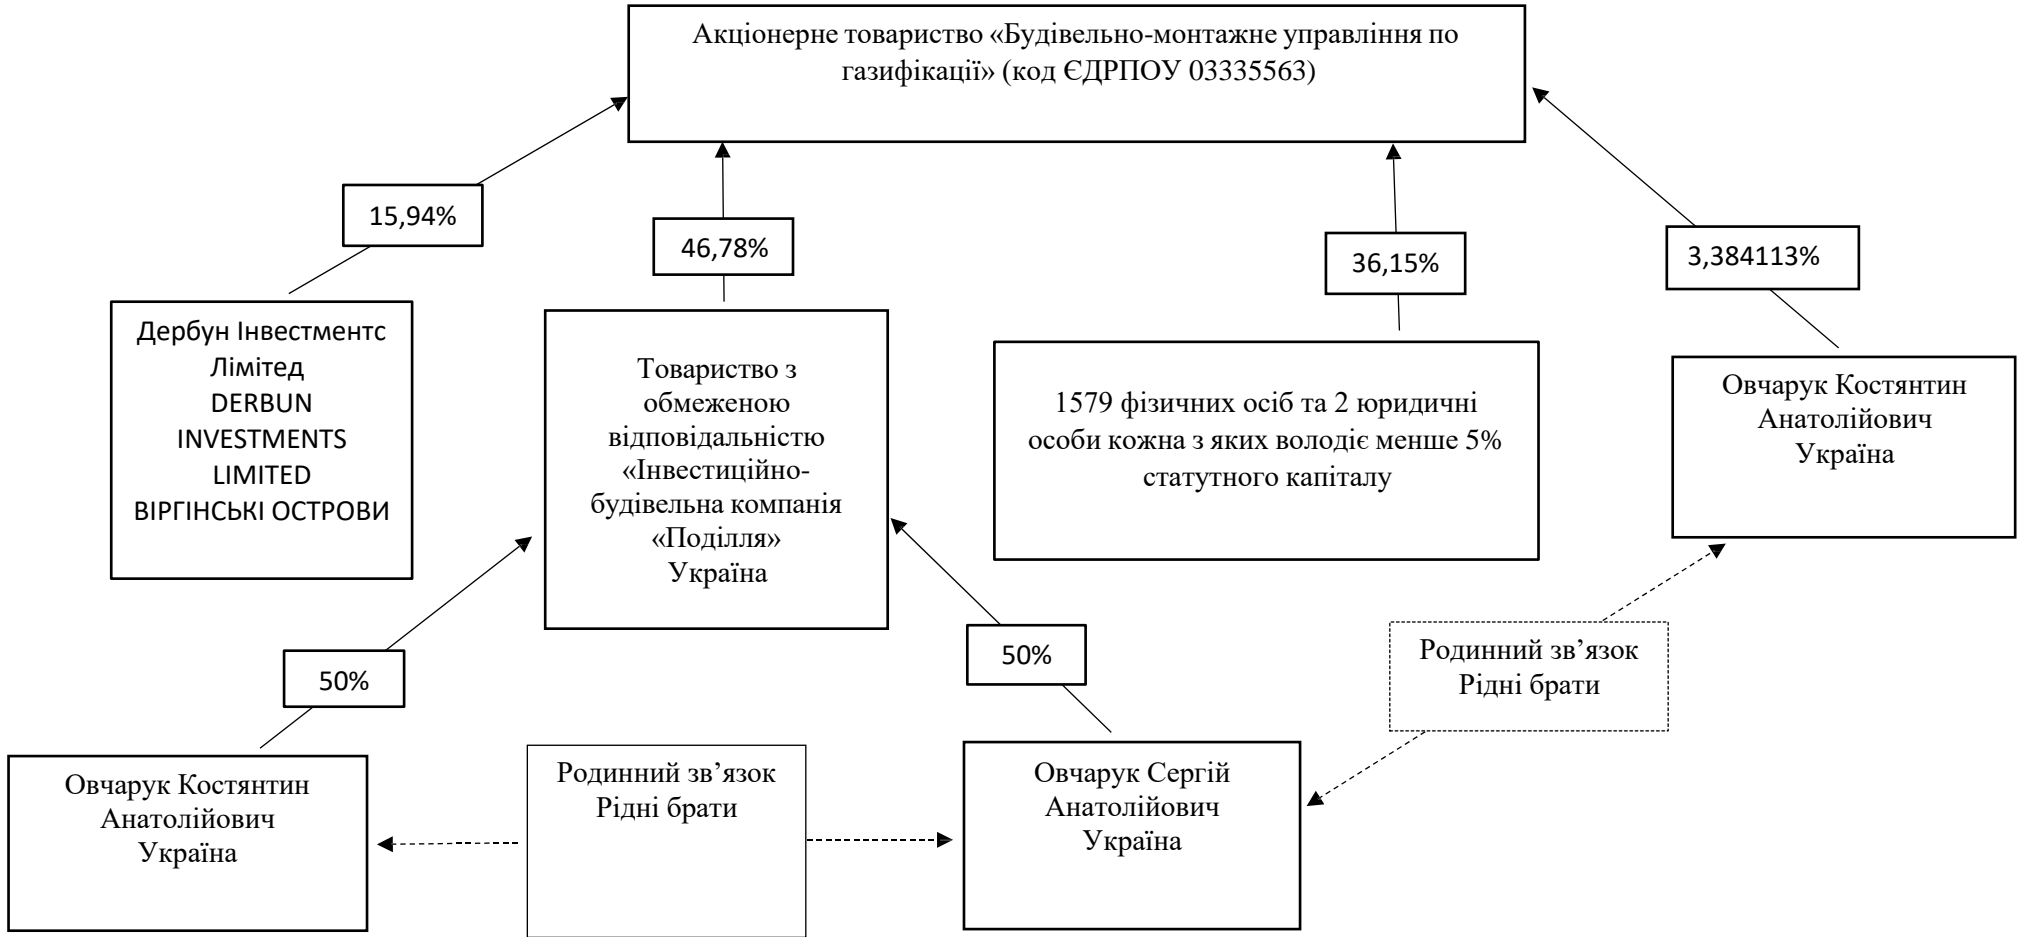 Акціонерне товариство «Будівельно-монтажне управління по
газифікації» (код ЄДРПОУ 03335563)
15,94%
46,78%
36,15%
3,384113%
Дербун Інвестментс
Лімітед
DERBUN
INVESTMENTS
LIMITED
ВІРГІНСЬКІ ОСТРОВИ
Товариство з
обмеженою
відповідальністю
«Інвестиційно-
будівельна компанія
«Поділля»
Україна
1579 фізичних осіб та 2 юридичні
особи кожна з яких володіє менше 5%
статутного капіталу
Овчарук Костянтин
Анатолійович
Україна
50%
50%
Родинний зв’язок
Рідні брати
Овчарук Костянтин
Анатолійович
Україна
Родинний зв’язок
Рідні брати
Овчарук Сергій
Анатолійович
Україна